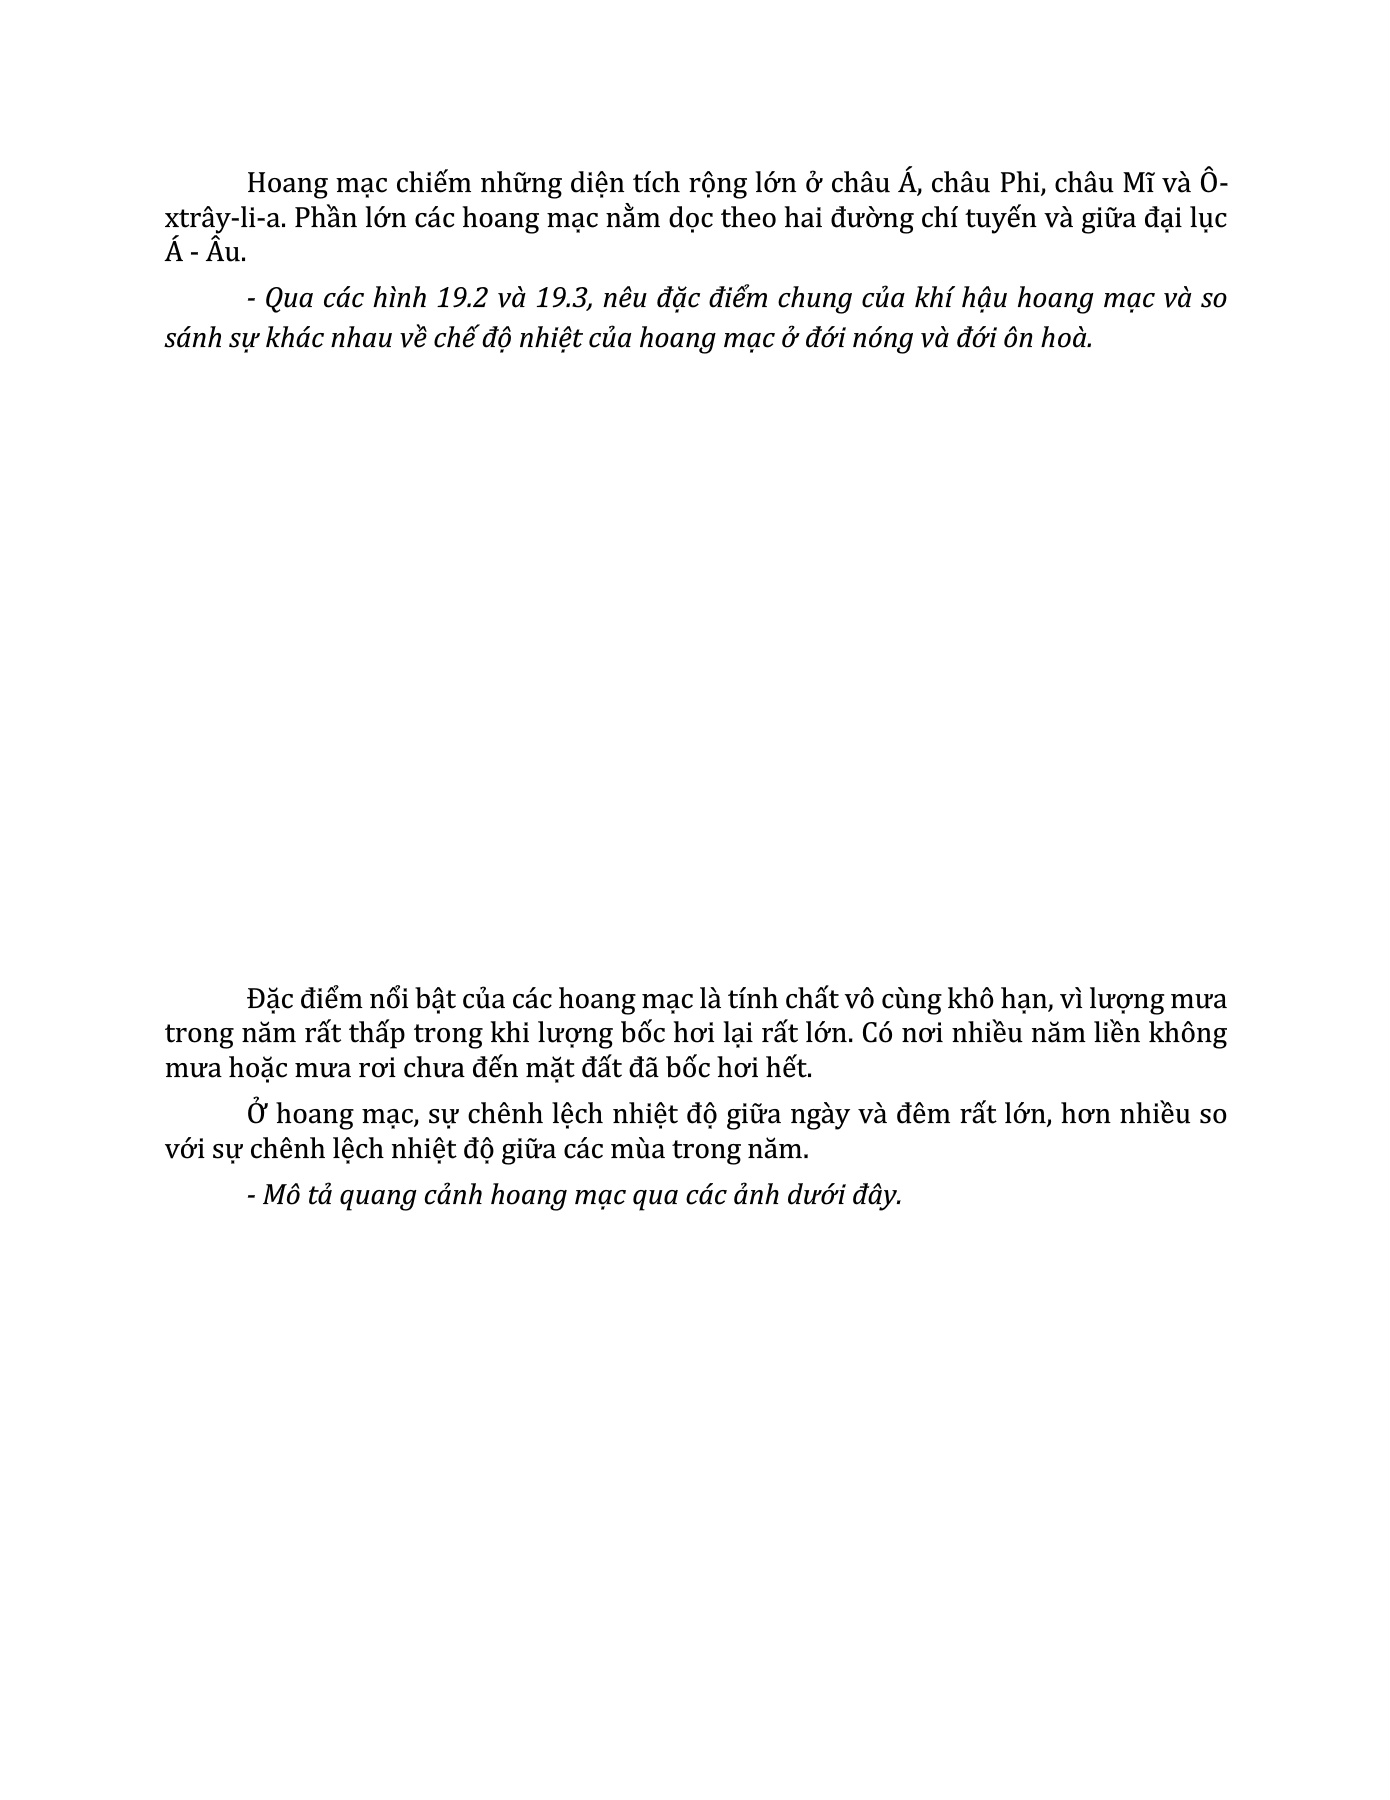 Hoang mạc chiếm những diện tích rộng lớn ở châu Á, châu Phi, châu Mĩ và Ô-
xtrây-li-a. Phần lớn các hoang mạc nằm dọc theo hai đường chí tuyến và giữa đại lục
Á - Âu.
- Qua các hình 19.2 và 19.3, nêu đặc điểm chung của khí hậu hoang mạc và so
sánh sự khác nhau về chế độ nhiệt của hoang mạc ở đới nóng và đới ôn hoà.
Đặc điểm nổi bật của các hoang mạc là tính chất vô cùng khô hạn, vì lượng mưa
trong năm rất thấp trong khi lượng bốc hơi lại rất lớn. Có nơi nhiều năm liền không
mưa hoặc mưa rơi chưa đến mặt đất đã bốc hơi hết.
Ở hoang mạc, sự chênh lệch nhiệt độ giữa ngày và đêm rất lớn, hơn nhiều so
với sự chênh lệch nhiệt độ giữa các mùa trong năm.
- Mô tả quang cảnh hoang mạc qua các ảnh dưới đây.